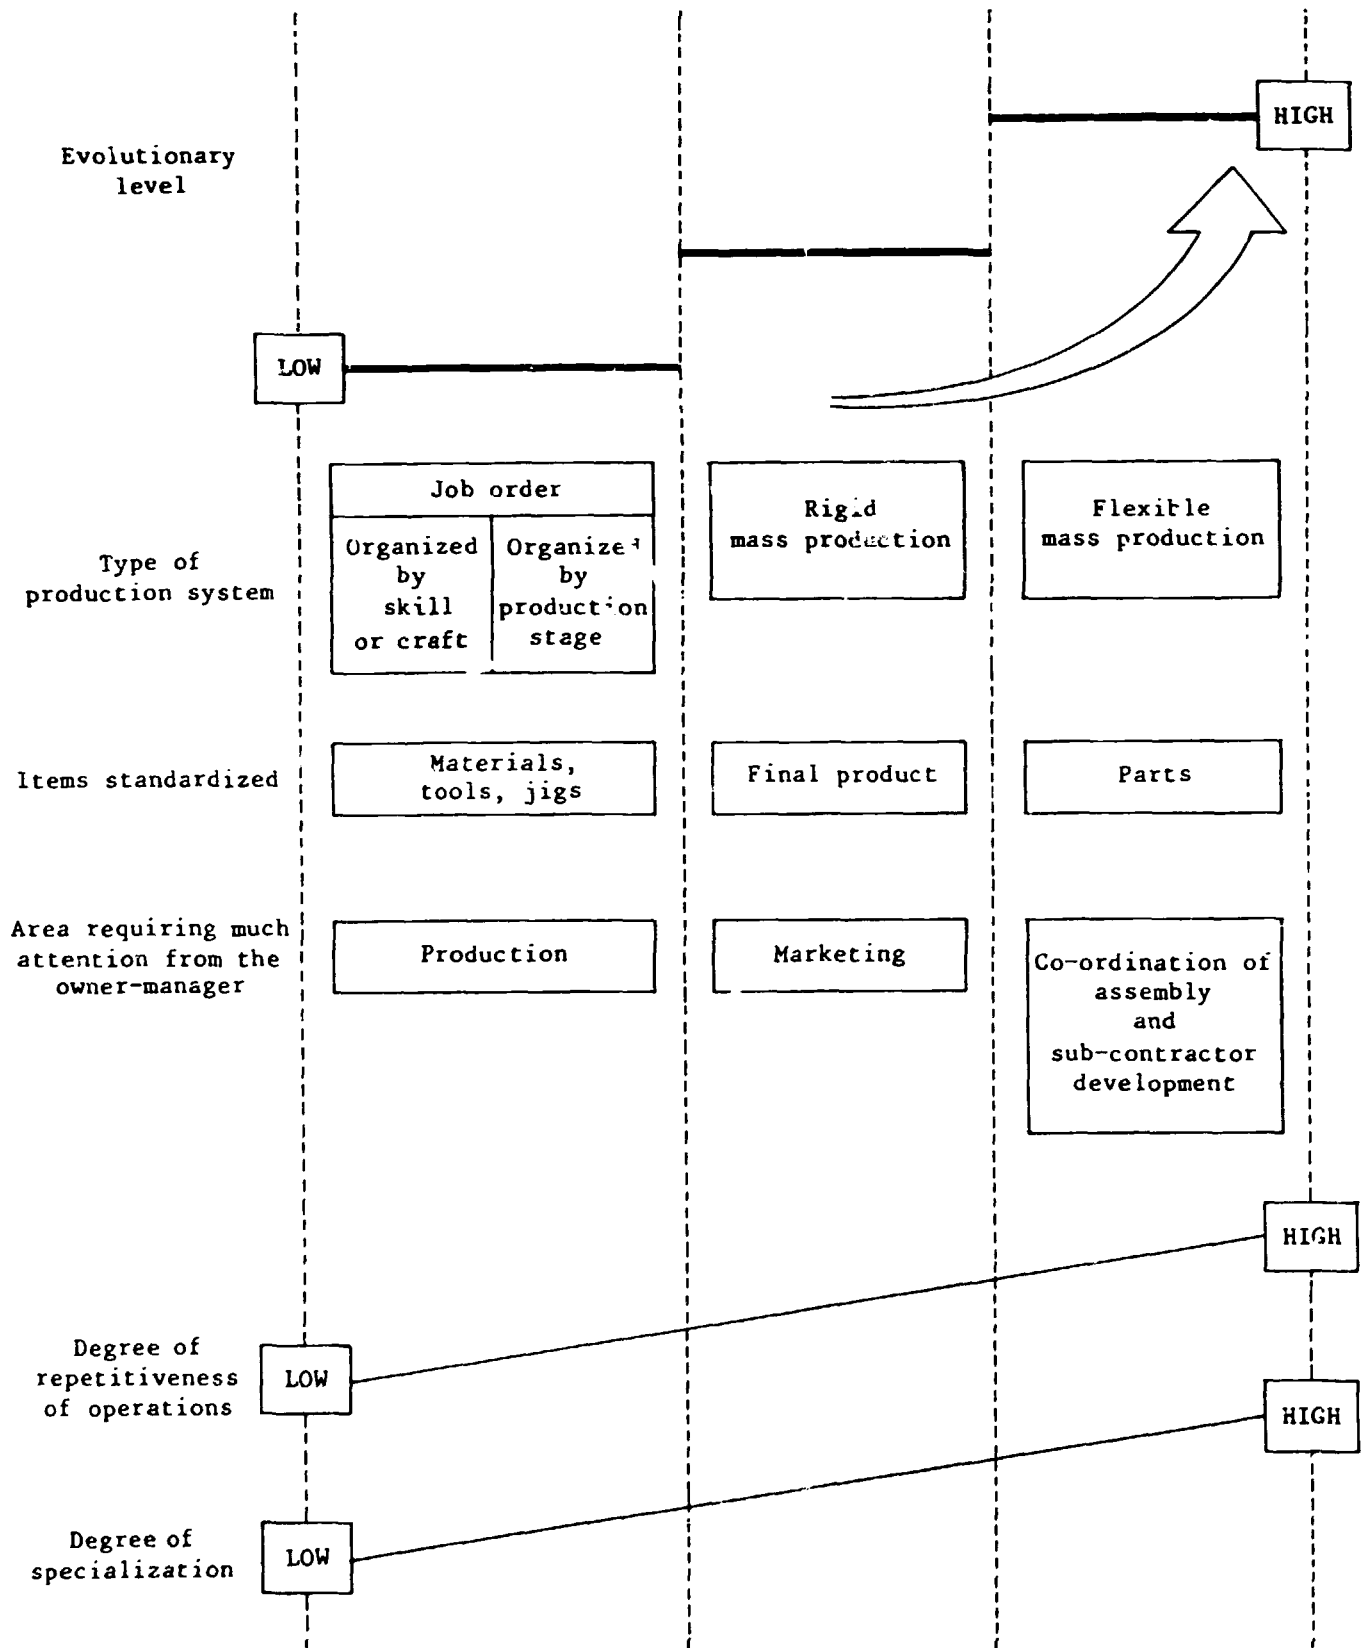 HIGH
Evolutionary
level
LOW
Job order
Organized
by
skill
or craft
Organized
by
production
stage
Rigid
mass production
Flexible
mass production
Type of
production system
Items standardized
Materials,
tools, jigs
Final product
Parts
Area requiring much
attention from the
owner-manager
Production
Marketing
Co-ordination of
assembly
and
sub-contractor
development
HIGH
Degree of
repetitiveness
of operations
LOW
HIGH
Degree of
specialization
LOW